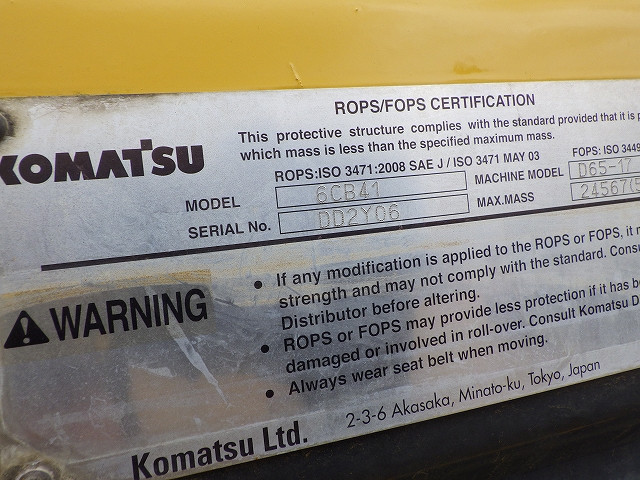 ROPS/FOPS CERTIFICATION
KOMATSU
This protective structure complies with the standard provided that it is
which mass is less than the specified maximum mass.
ROPS:ISO 3471:2008 SAE J / ISO 3471 MAY 03 FOPS: ISO 3449
MODEL 6CB41 MACHINE MODEL D65-17
SERIAL No. DD2Y06 MAX.MASS 24567
WARNING
• If any modification is applied to the ROPS or FOPS, it
strength and may not comply with the standard.
Distributor before altering.
• ROPS or FOPS may provide less protection if it has
damaged or involved in roll-over. Consult Komatsu
• Always wear seat belt when moving.
Komatsu Ltd. 2-3-6 Akasaka, Minato-ku, Tokyo, Japan